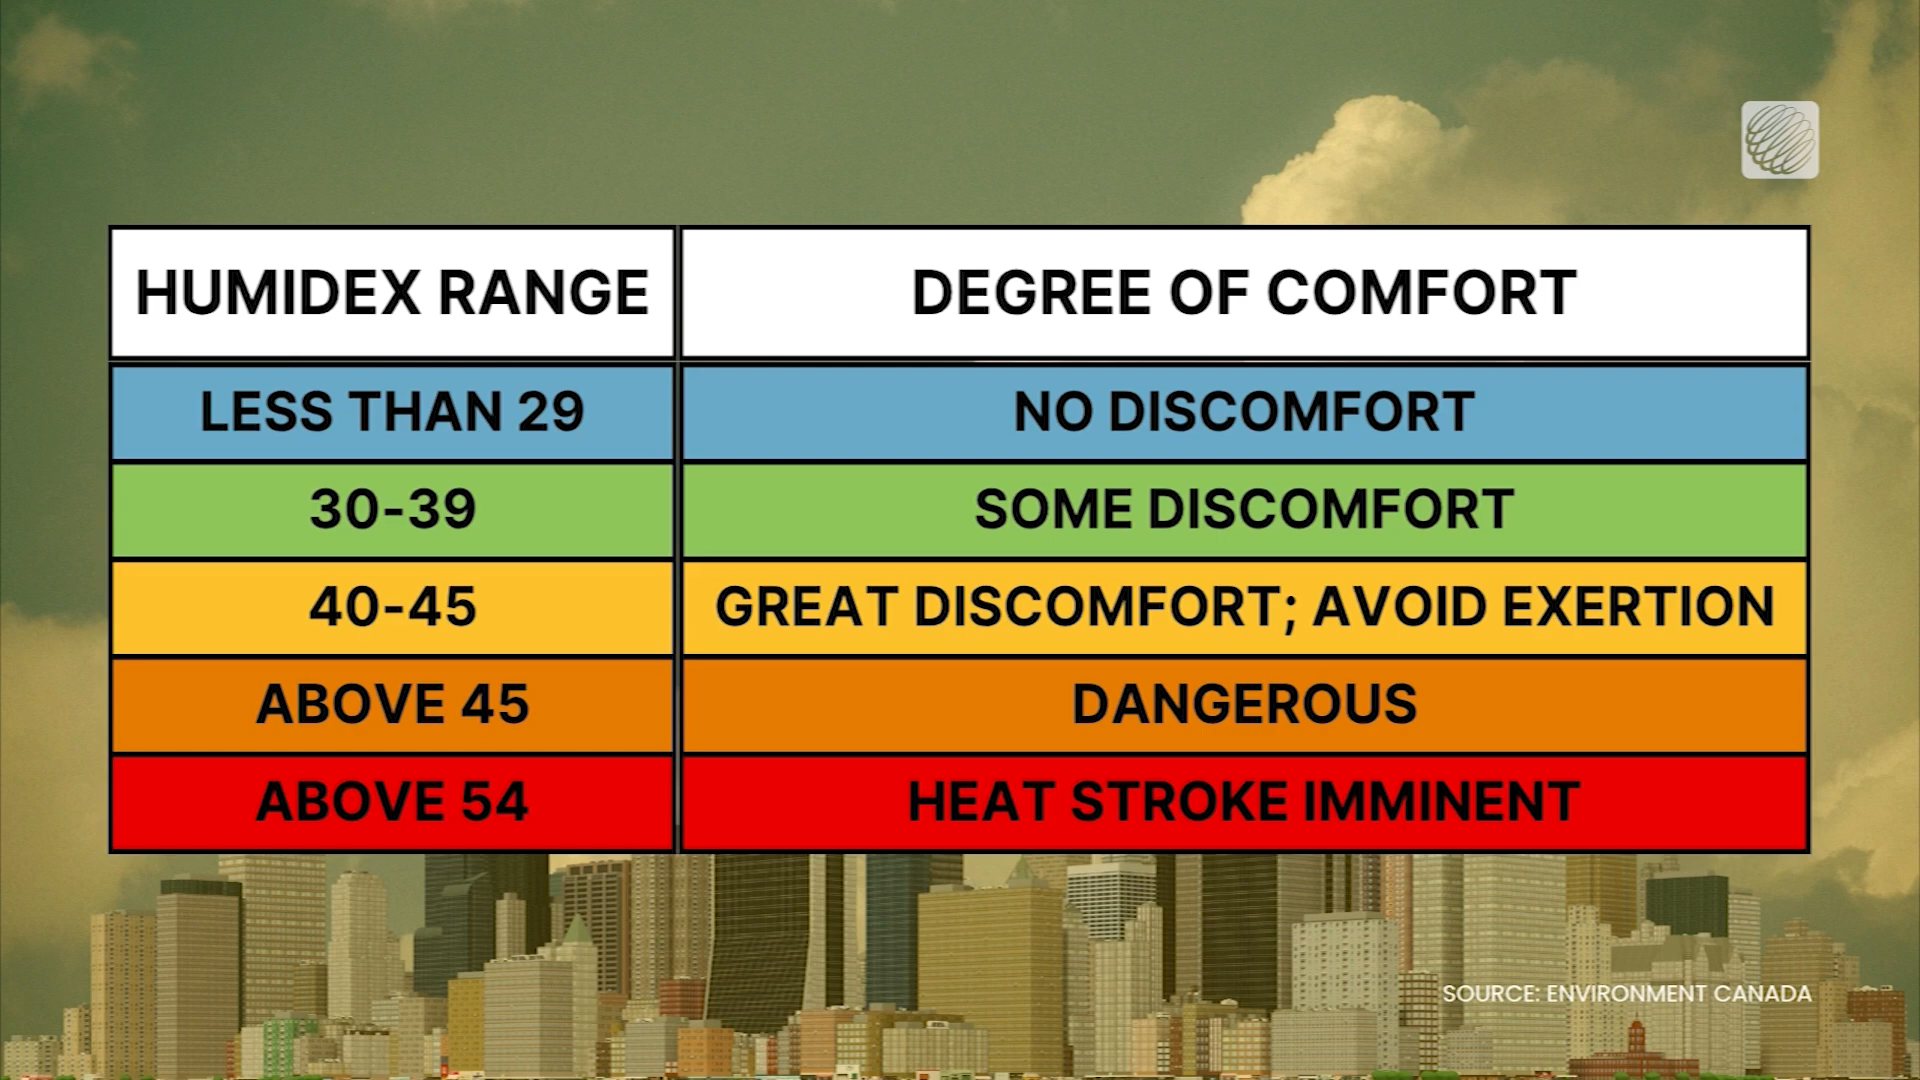 HUMIDEX RANGE DEGREE OF COMFORT
LESS THAN 29 NO DISCOMFORT
30-39 SOME DISCOMFORT
40-45 GREAT DISCOMFORT; AVOID EXERTION
ABOVE 45 DANGEROUS
ABOVE 54 HEAT STROKE IMMINENT
SOURCE: ENVIRONMENT CANADA